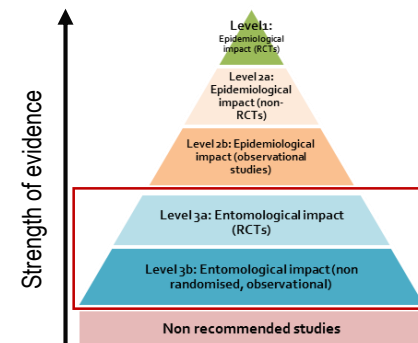 Strength of evidence
Level1:
Epidemiological
impact (RCTs)
Level 2a:
Epidemiological
impact (non-
RCTs)
Level 2b: Epidemiological
impact (observational
studies)
Level 3a: Entomological impact
(RCTs)
Level 3b: Entomological impact (non
randomised, observational)
Non recommended studies